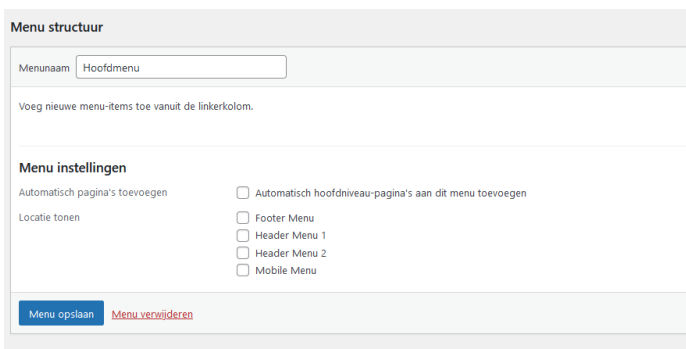 Menu structuur
Menunaam Hoofdmenu
Voeg nieuwe menu-items toe vanuit de linkerkolom.
Menu instellingen
Automatisch pagina's toevoegen Automatisch hoofdniveau-pagina's aan dit menu toevoegen
Locatie tonen Footer Menu
Header Menu 1
Header Menu 2
Mobile Menu
Menu opslaan Menu verwijderen